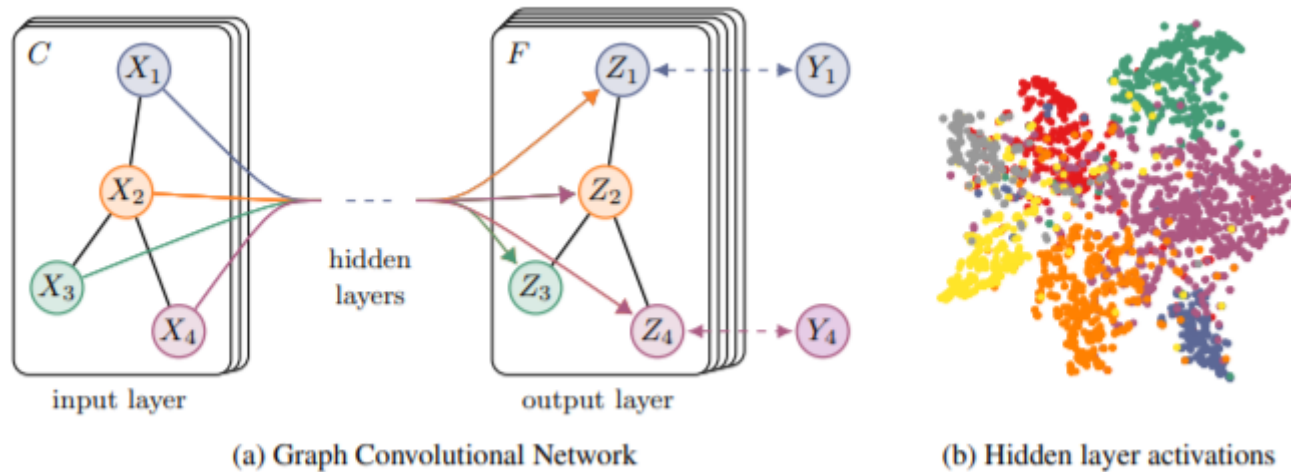 C
X1
X2
X3
X4
input layer
hidden
layers
F
Z1
Z2
Z3
Z4
output layer
Y1
Y4
(a) Graph Convolutional Network
(b) Hidden layer activations